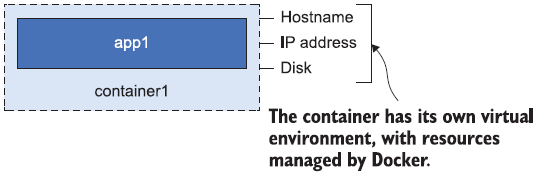 Hostname
app1
IP address
Disk
container1
The container has its own virtual
environment, with resources
managed by Docker.